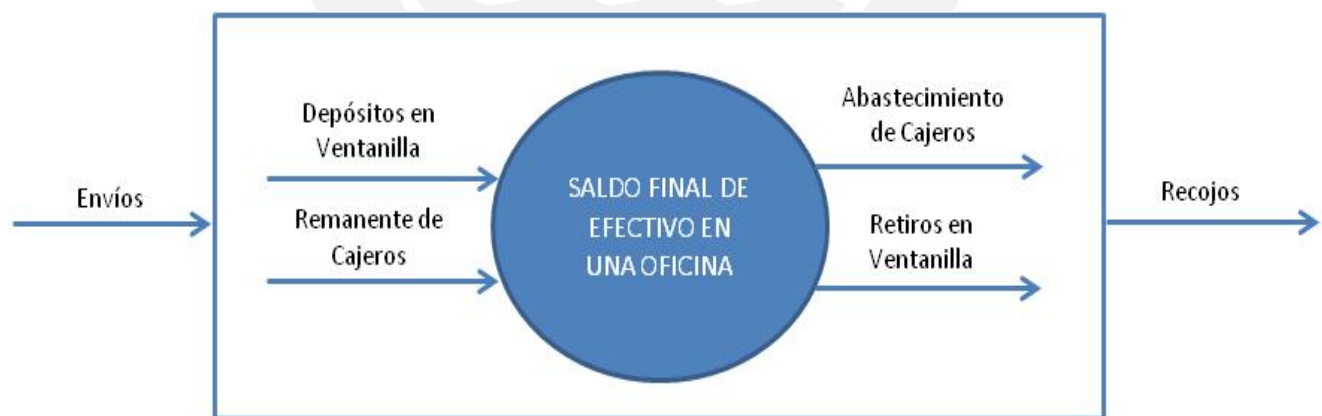 Envíos
Depósitos en
Ventanilla
Remanente de
Cajeros
SALDO FINAL DE
EFECTIVO EN
UNA OFICINA
Abastecimiento
de Cajeros
Retiros en
Ventanilla
Recojos